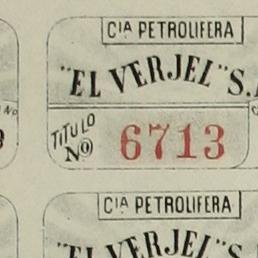 CIA PETROLIFERA
"EL VERJEL" S.
TITULO
No 6713
CIA PETROLIFERA
"EL VERJEL" S